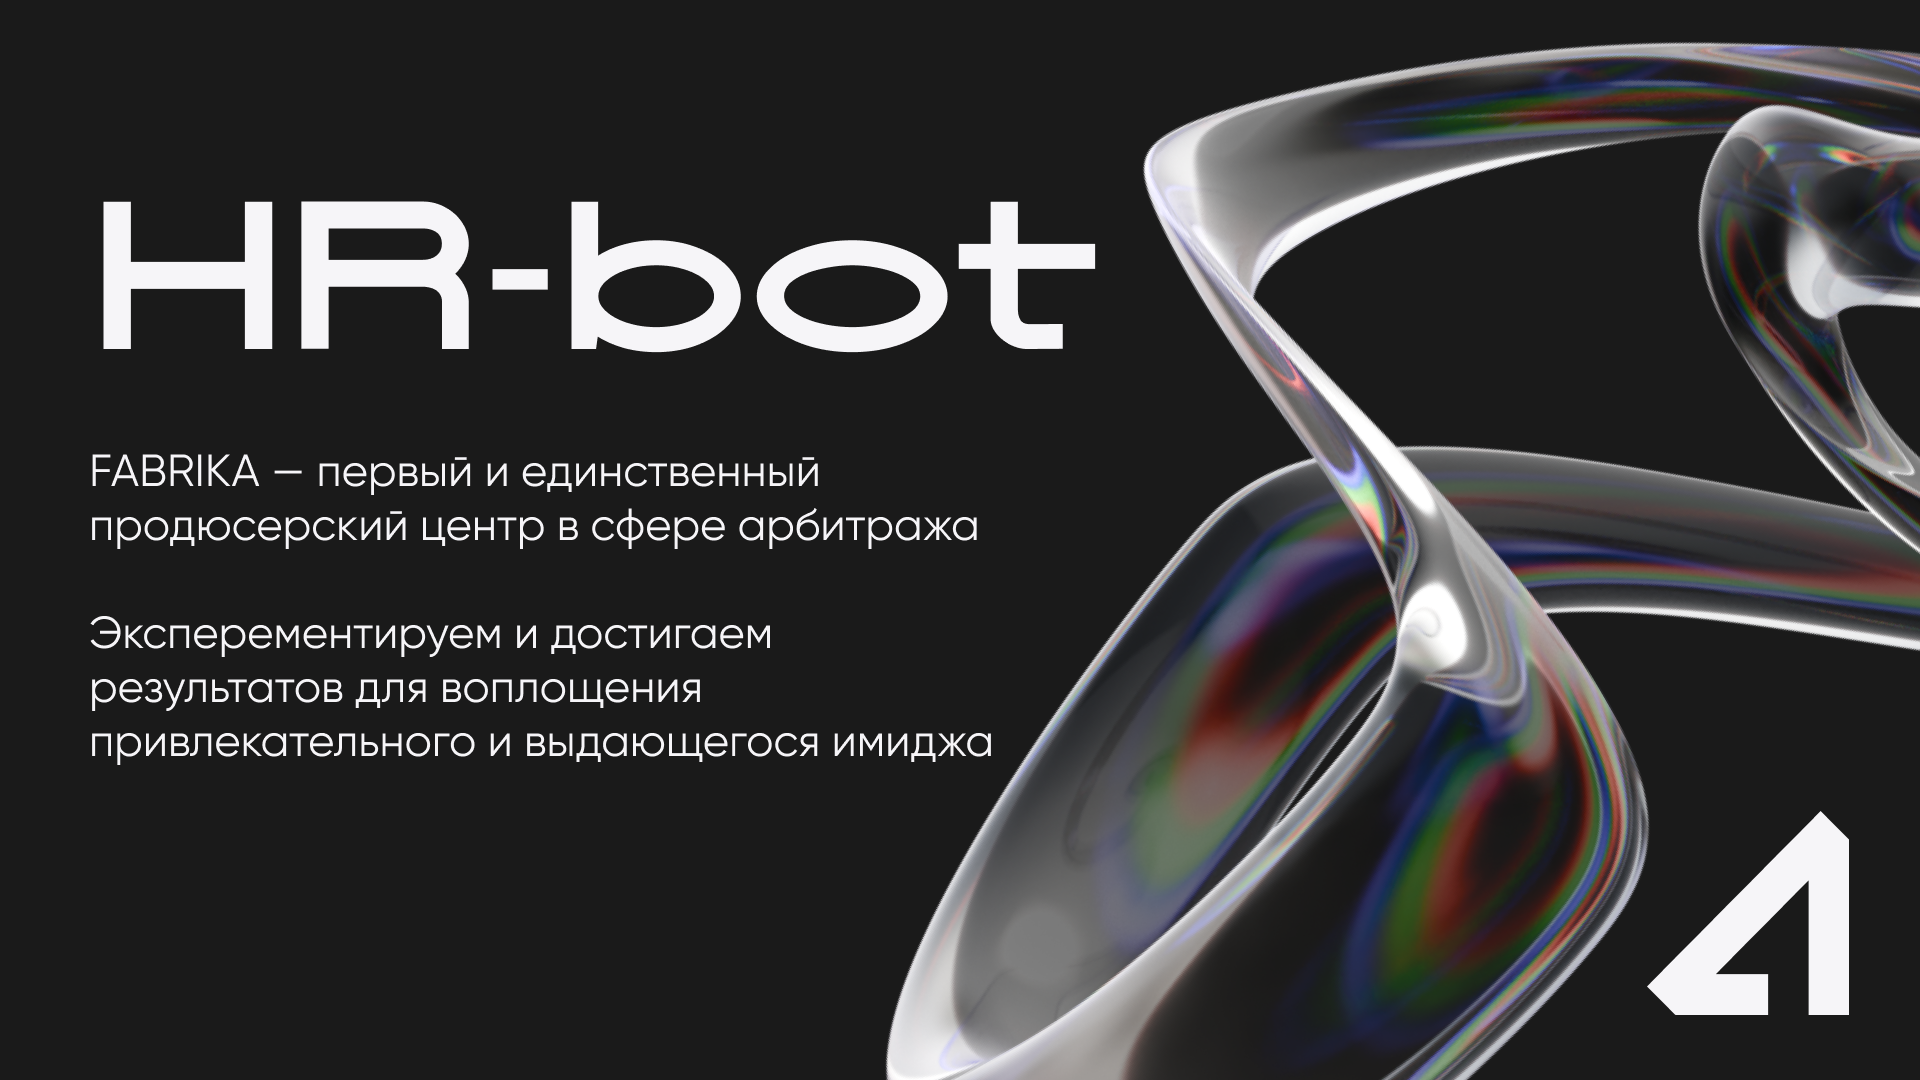 HR-bot
FABRIKA — первый и единственный
продюсерский центр в сфере арбитража
Эксперементируем и достигаем
результатов для воплощения
привлекательного и выдающегося имиджа